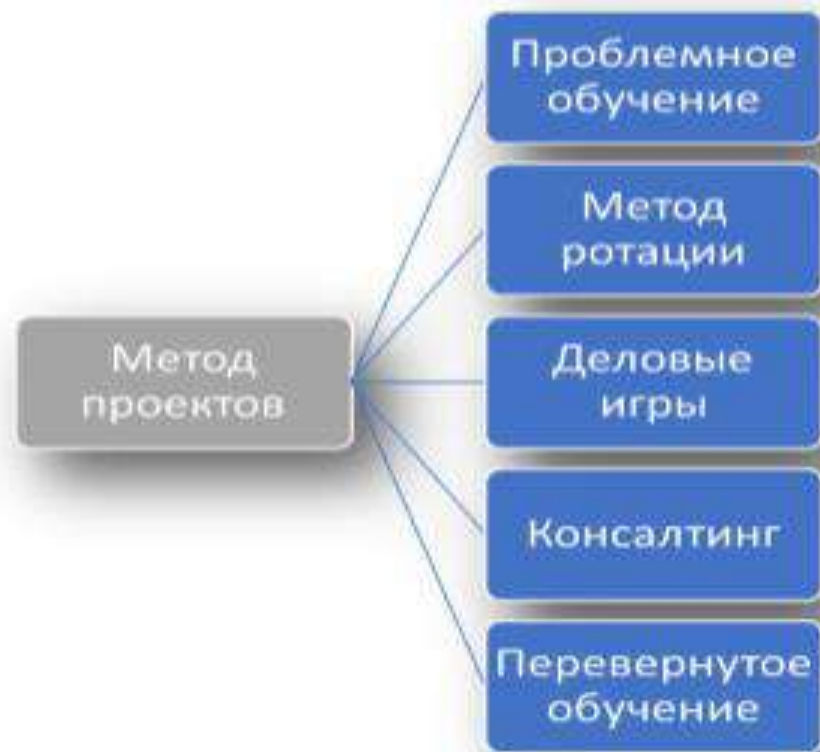 Метод
проектов
Проблемное
обучение
Метод
ротации
Деловые
игры
Консалтинг
Перевернутое
обучение